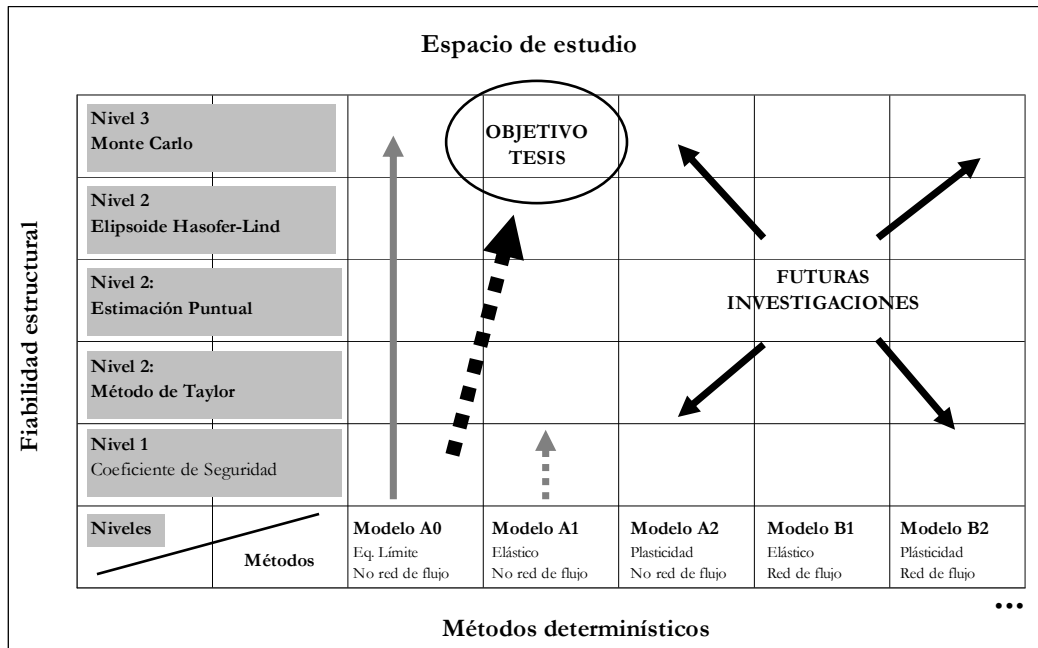 Espacio de estudio
Nivel 3
Monte Carlo
OBJETIVO
TESIS
Nivel 2
Elipsoide Hasofer-Lind
Nivel 2:
Estimación Puntual
FUTURAS
INVESTIGACIONES
Nivel 2:
Método de Taylor
Nivel 1
Coeficiente de Seguridad
Fiabilidad estructural
Niveles
Métodos
Modelo A0
Eq. Límite
No red de flujo
Modelo A1
Elástico
No red de flujo
Modelo A2
Plasticidad
No red de flujo
Modelo B1
Elástico
Red de flujo
Modelo B2
Plásticidad
Red de flujo
...
Métodos determinísticos